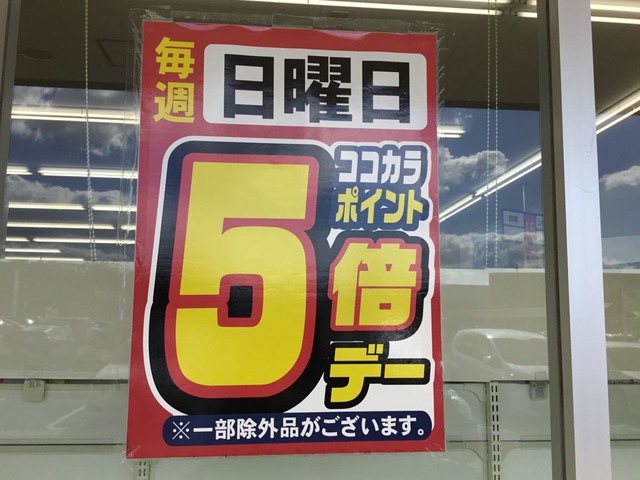 毎週
日曜日
ココカラ
ポイント
5倍
デー
※一部除外品がございます。